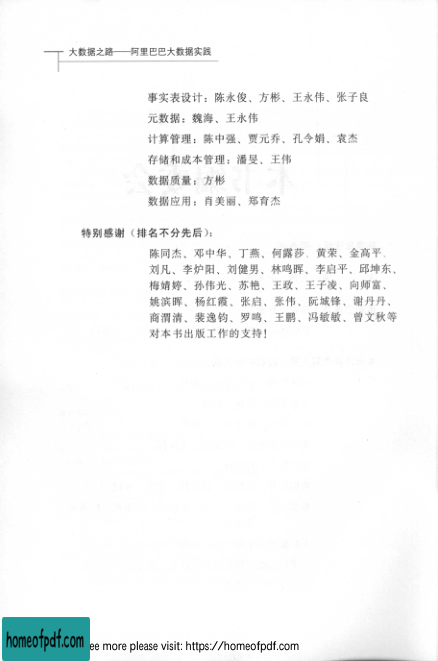 大数据之路——阿里巴巴大数据实践
事实表设计：陈永俊、方彬、王永伟、张子良
元数据：魏海、王永伟
计算管理：陈中强、贾元乔、孔令娟、袁杰
存储和成本管理：潘旻、王伟
数据质量：方彬
数据应用：肖美丽、郑育杰
特别感谢（排名不分先后）：
陈同杰、邓中华、丁燕、何露莎、黄荣、金高平、
刘凡、李炉阳、刘健男、林鸣晖、李启平、邱坤东、
梅婧婷、孙伟光、苏艳、王政、王子凌、向师富、
姚滨晖、杨红霞、张启、张伟、阮城锋、谢丹丹、
商渭清、裴逸钧、罗鸣、王鹏、冯敏敏、曾文秋等
对本书出版工作的支持！
homeofpdf.com ee more please visit: https://homeofpdf.com